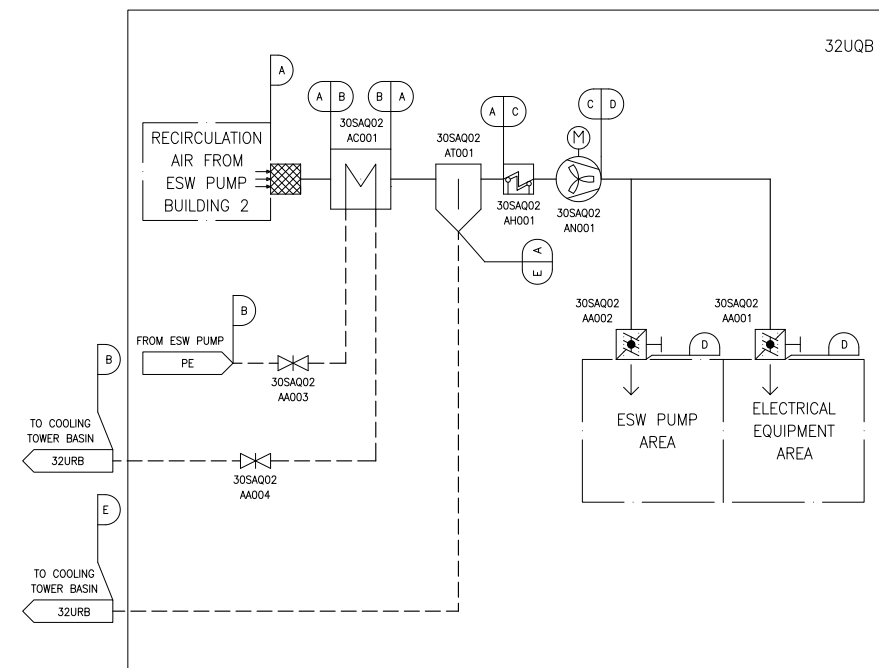 32UQB
A
A B
B A
30SAQ02
AC001
RECIRCULATION
AIR FROM
ESW PUMP
BUILDING 2
30SAQ02
AT001
A C
30SAQ02
AH001
C D
M
30SAQ02
AN001
E A
B
FROM ESW PUMP
PE
30SAQ02
AA003
B
TO COOLING
TOWER BASIN
32URB
30SAQ02
AA004
E
TO COOLING
TOWER BASIN
32URB
30SAQ02
AA002
D
ESW PUMP
AREA
30SAQ02
AA001
D
ELECTRICAL
EQUIPMENT
AREA